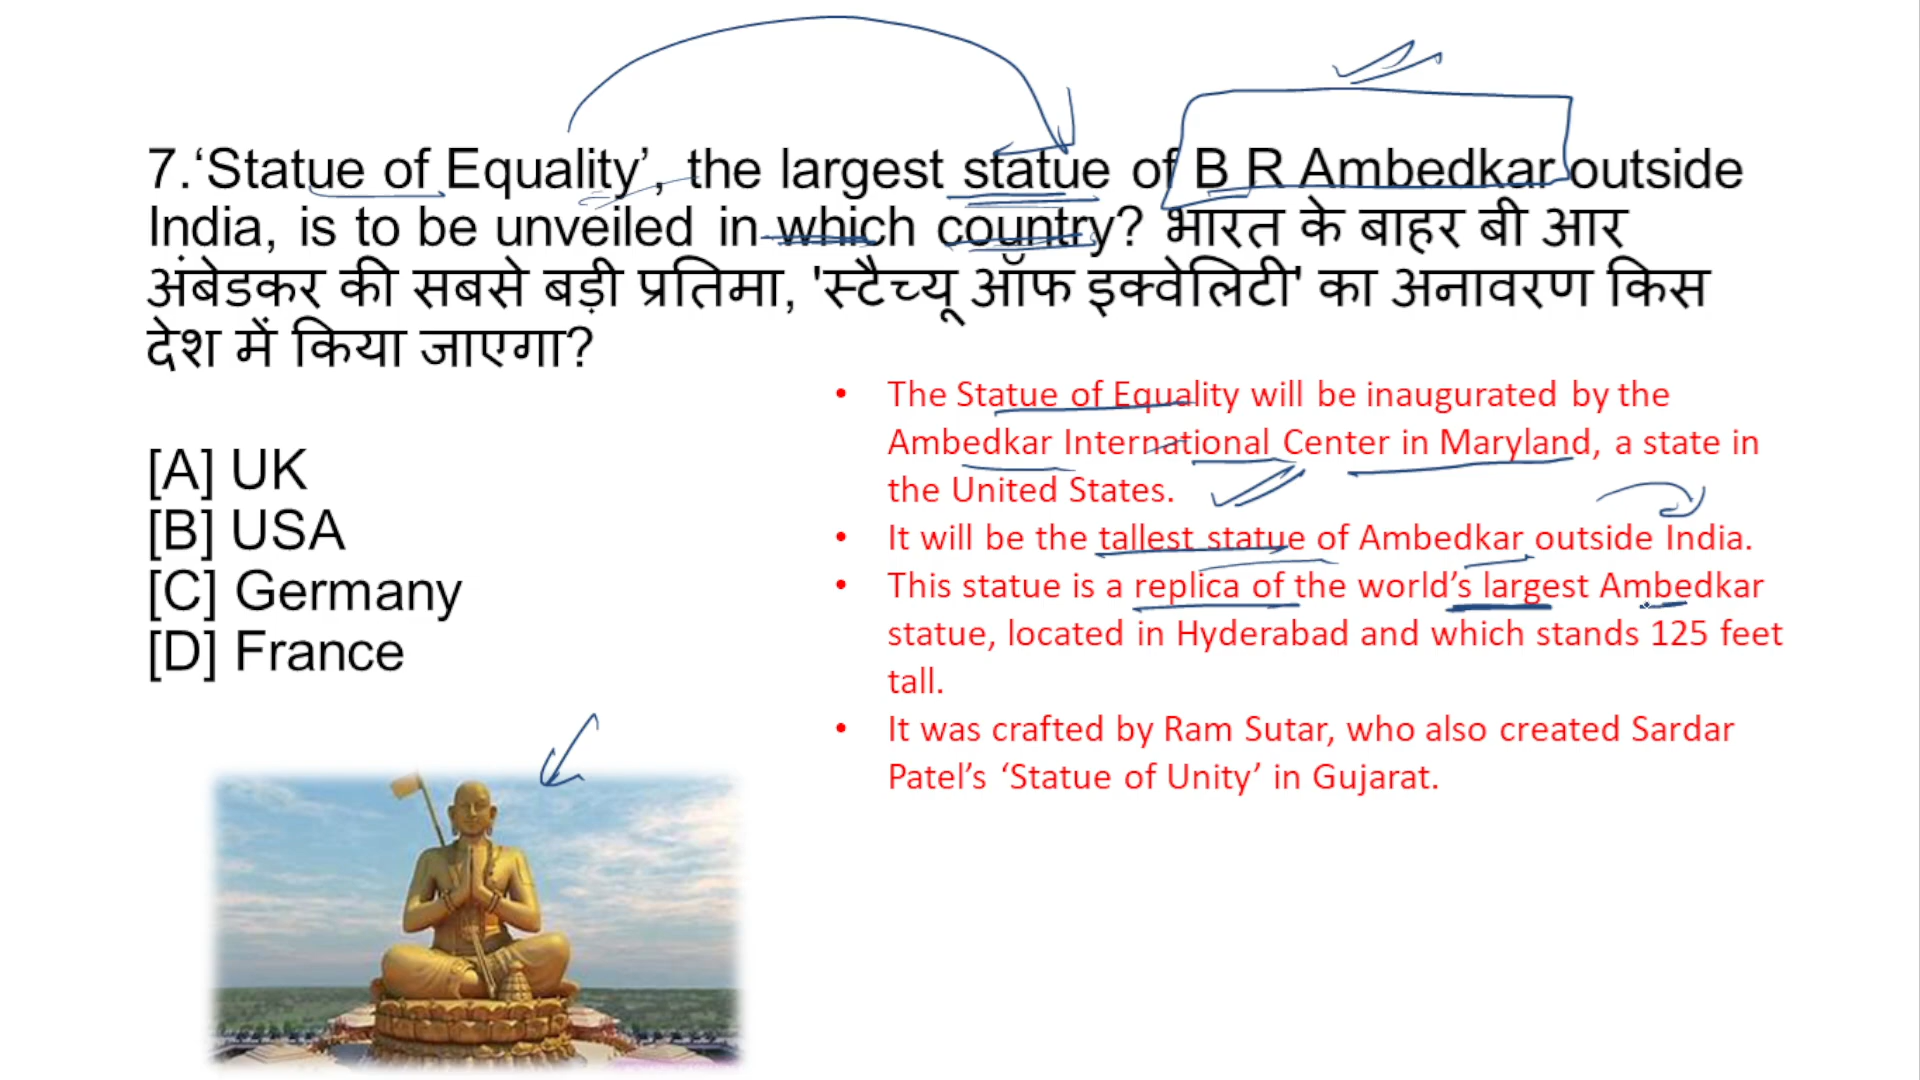 7.‘Statue of Equality’, the largest statue of B R Ambedkar outside
India, is to be unveiled in which country? भारत के बाहर बी आर
अंबेडकर की सबसे बड़ी प्रतिमा, 'स्टैच्यू ऑफ इक्वेलिटी' का अनावरण किस
देश में किया जाएगा?
[A] UK
[B] USA
[C] Germany
[D] France
• The Statue of Equality will be inaugurated by the
Ambedkar International Center in Maryland, a state in
the United States.
• It will be the tallest statue of Ambedkar outside India.
• This statue is a replica of the world’s largest Ambedkar
statue, located in Hyderabad and which stands 125 feet
tall.
• It was crafted by Ram Sutar, who also created Sardar
Patel’s ‘Statue of Unity’ in Gujarat.